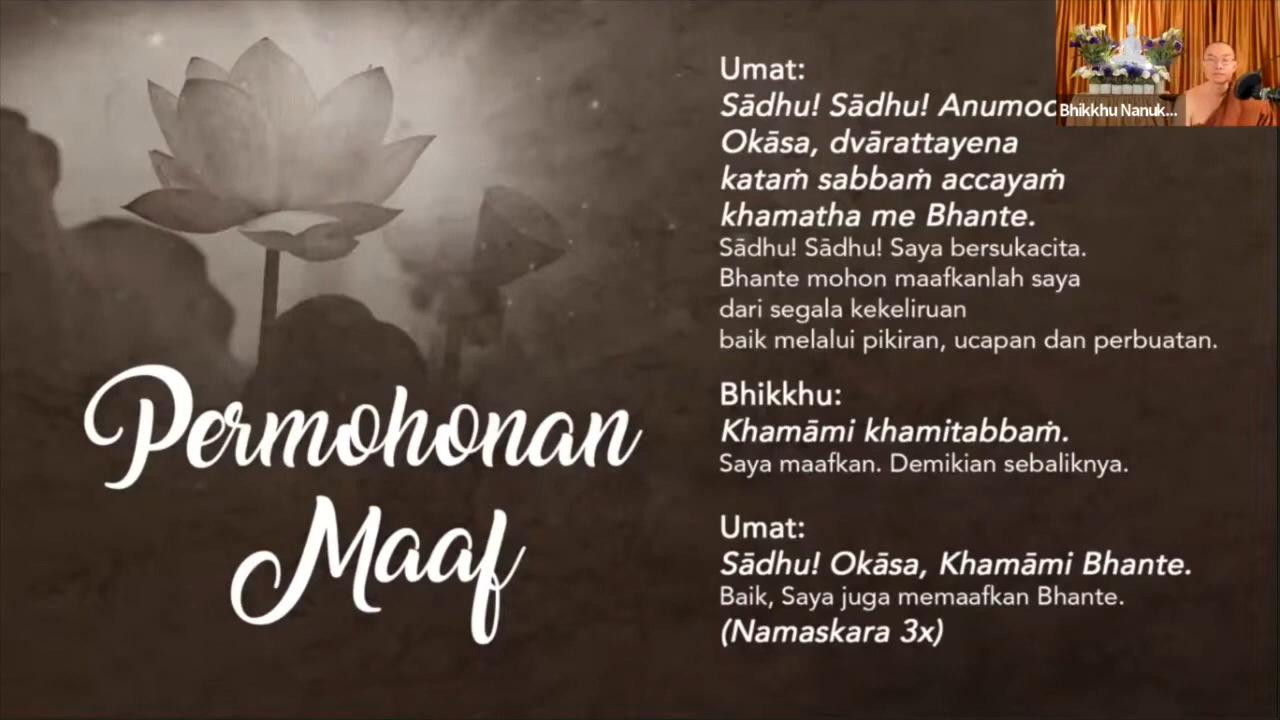 Umat:
Sādhu! Sādhu!
Okāsa, dvārattayena
kataṁ sabbaṁ accayaṁ
khamatha me Bhante.
Sādhu! Sādhu! Saya bersukacita.
Bhante mohon maafkanlah saya
dari segala kekeliruan
baik melalui pikiran, ucapan dan perbuatan.
Bhikkhu:
Khamāmi khamitabbaṁ.
Saya maafkan. Demikian sebaliknya.
Umat:
Sādhu! Okāsa, Khamāmi Bhante.
Baik, Saya juga memaafkan Bhante.
(Namaskara 3x)
Permohonan
Maaf
Bhikkhu Nanuk...